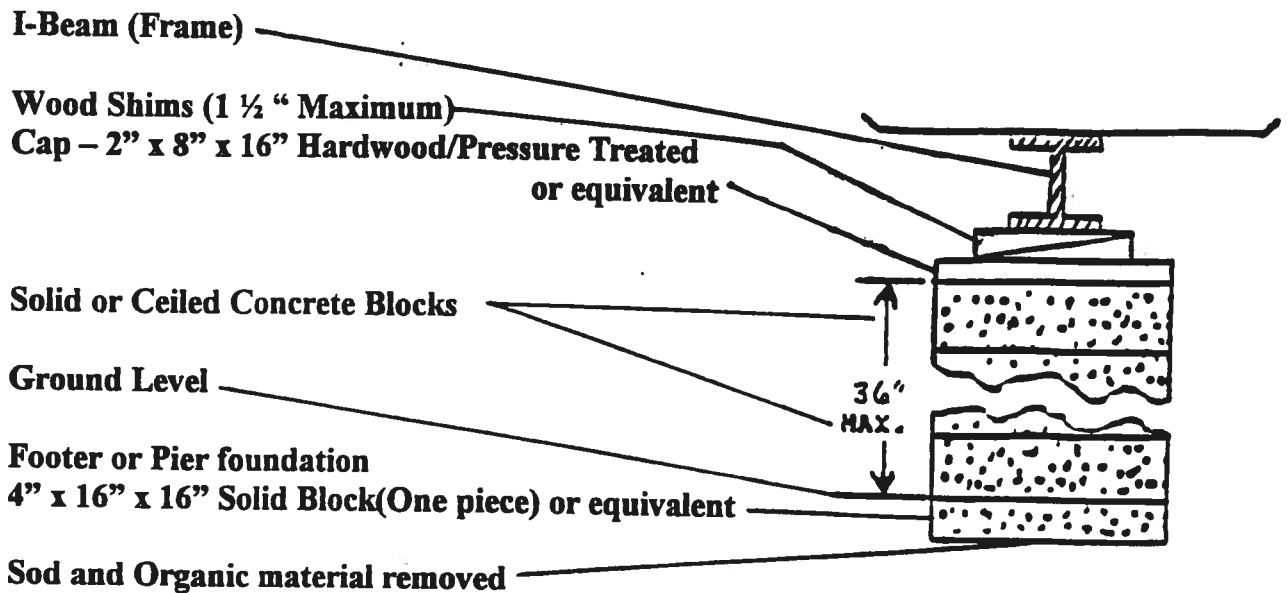 I-Beam (Frame)
Wood Shims (1 ½ “ Maximum)
Cap – 2” x 8” x 16” Hardwood/Pressure Treated
or equivalent
Solid or Ceiled Concrete Blocks
36"
MAX.
Ground Level
Footer or Pier foundation
4” x 16” x 16” Solid Block(One piece) or equivalent
Sod and Organic material removed